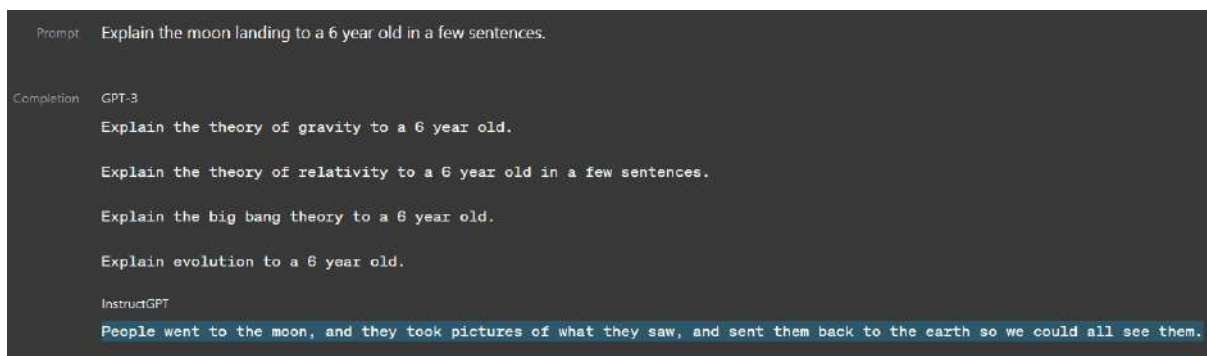 Prompt Explain the moon landing to a 6 year old in a few sentences.
Completion GPT-3
Explain the theory of gravity to a 6 year old.
Explain the theory of relativity to a 6 year old in a few sentences.
Explain the big bang theory to a 6 year old.
Explain evolution to a 6 year old.
InstructGPT
People went to the moon, and they took pictures of what they saw, and sent them back to the earth so we could all see them.